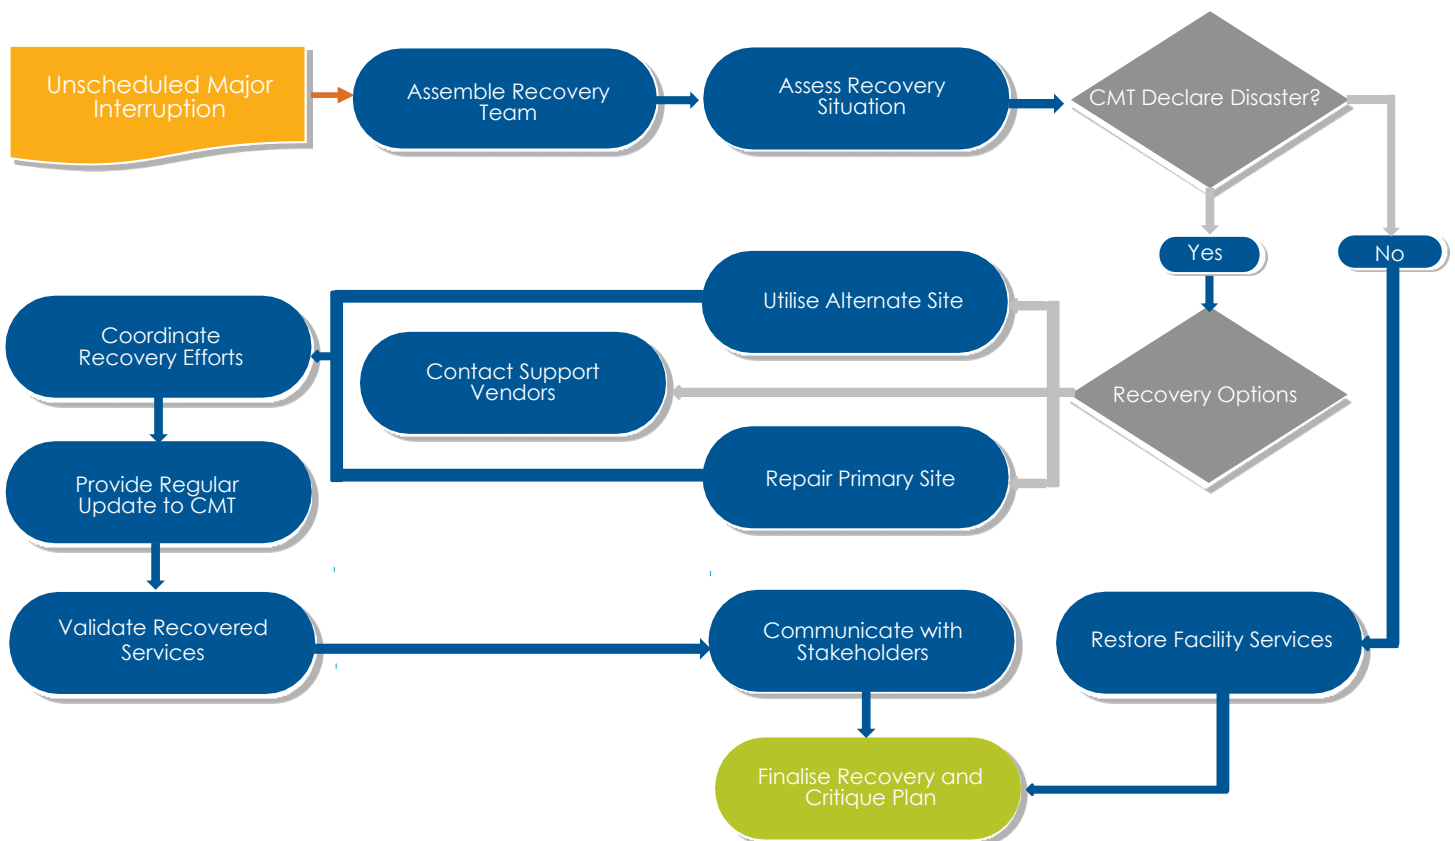 Unscheduled Major
Interruption
Assemble Recovery
Team
Assess Recovery
Situation
CMT Declare Disaster?
Yes
No
Utilise Alternate Site
Coordinate
Recovery Efforts
Contact Support
Vendors
Recovery Options
Repair Primary Site
Provide Regular
Update to CMT
Validate Recovered
Services
Communicate with
Stakeholders
Restore Facility Services
Finalise Recovery and
Critique Plan